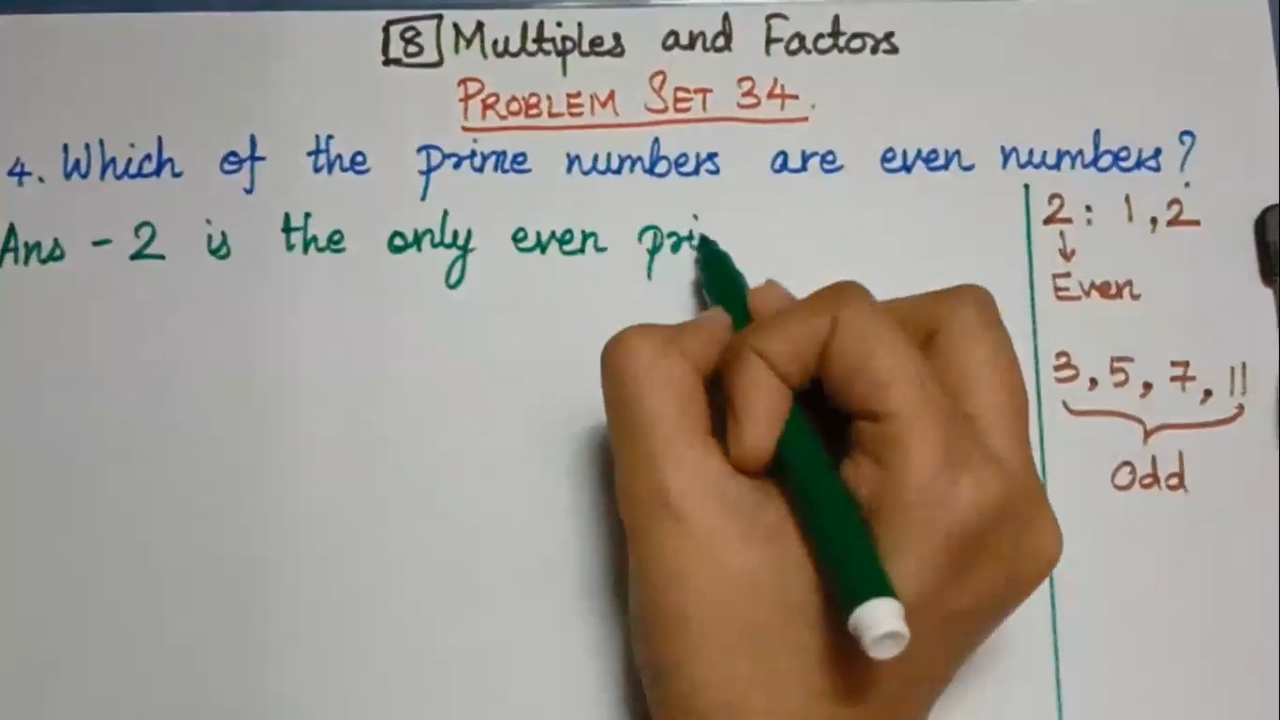 8 Multiples and Factors
PROBLEM SET 34.
4. Which of the prime numbers are even numbers?
Ans - 2 is the only even pri
2 : 1, 2
↓
Even
3, 5, 7, 11
Odd